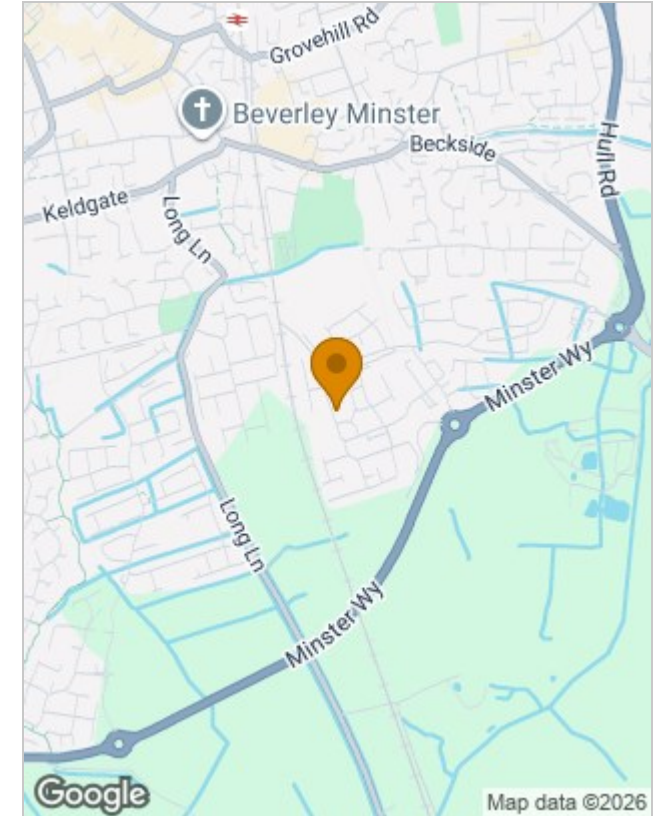 Grovehill Rd
Beverley Minster
Beckside
Hull Rd
Keldgate
Long Ln
Minster Wy
Long Ln
Minster Wy
Google
Map data ©2026